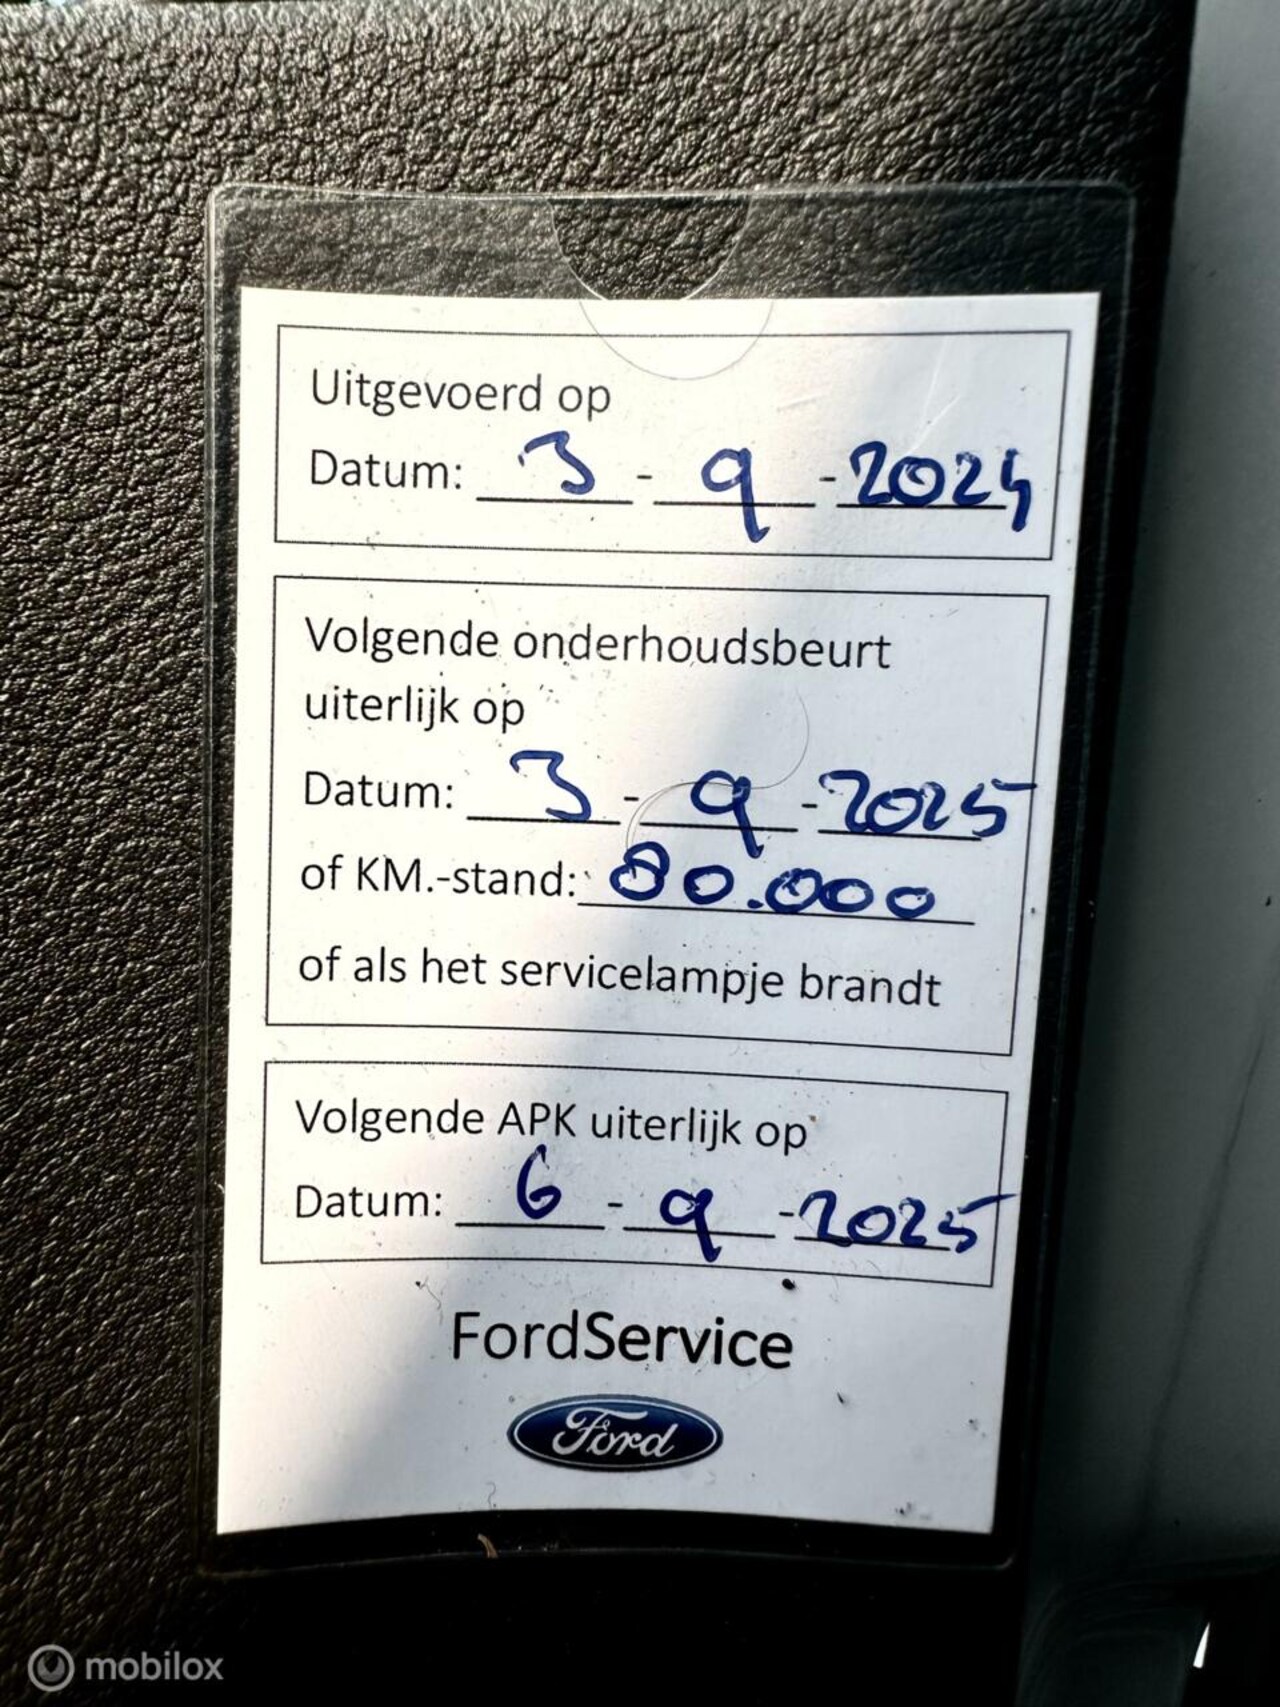 Uitgevoerd op
Datum: 3 - 9 - 2024
Volgende onderhoudsbeurt
uiterlijk op
Datum: 3 - 9 - 2025
of KM.-stand: 80.000
of als het servicelampje brandt
Volgende APK uiterlijk op
Datum: 6 - 9 - 2025
FordService
Ford
mobilox